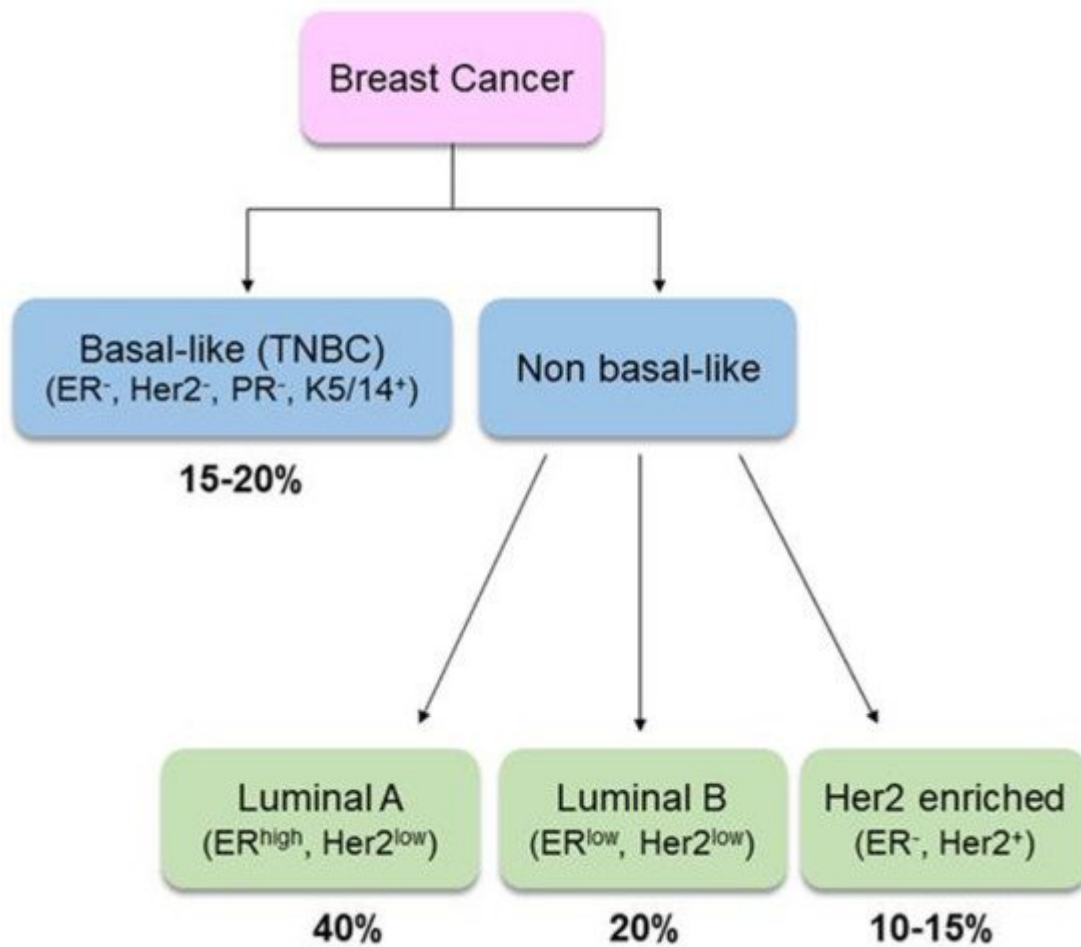 Breast Cancer
Basal-like (TNBC)
(ER⁻, Her2⁻, PR⁻, K5/14⁺)
15-20%
Non basal-like
Luminal A
(ERʰⁱᵍʰ, Her2ˡᵒʷ)
40%
Luminal B
(ERˡᵒʷ, Her2ˡᵒʷ)
20%
Her2 enriched
(ER⁻, Her2⁺)
10-15%